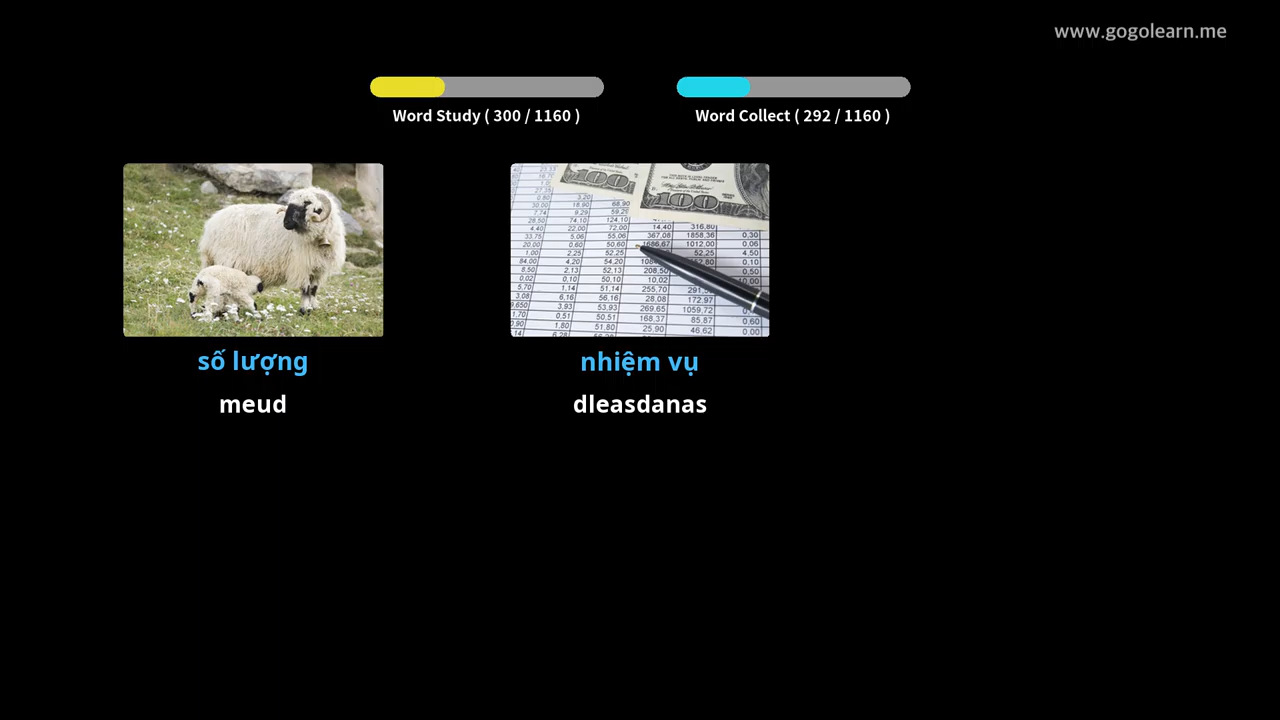 www.gogolearn.me
Word Study ( 300 / 1160 )
Word Collect ( 292 / 1160 )
số lượng
nhiệm vụ
meud
dleasdanas